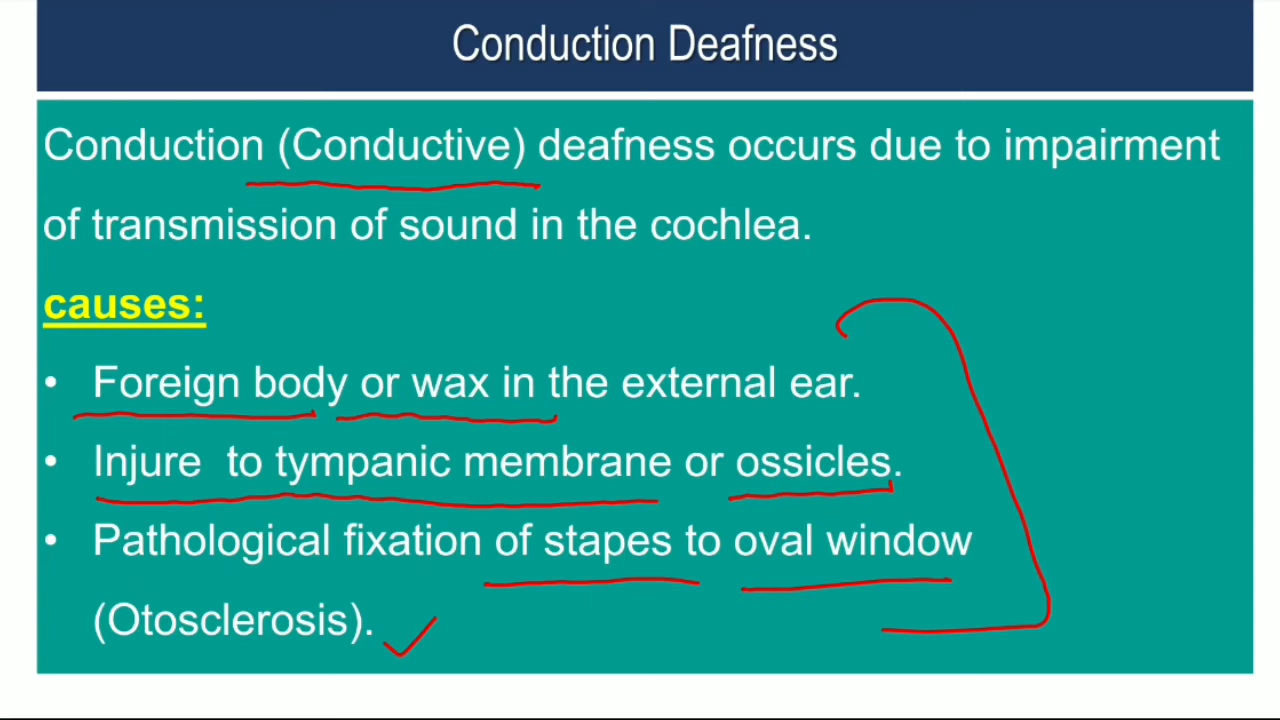 Conduction Deafness
Conduction (Conductive) deafness occurs due to impairment
of transmission of sound in the cochlea.
causes:
• Foreign body or wax in the external ear.
• Injure  to tympanic membrane or ossicles.
• Pathological fixation of stapes to oval window
(Otosclerosis).